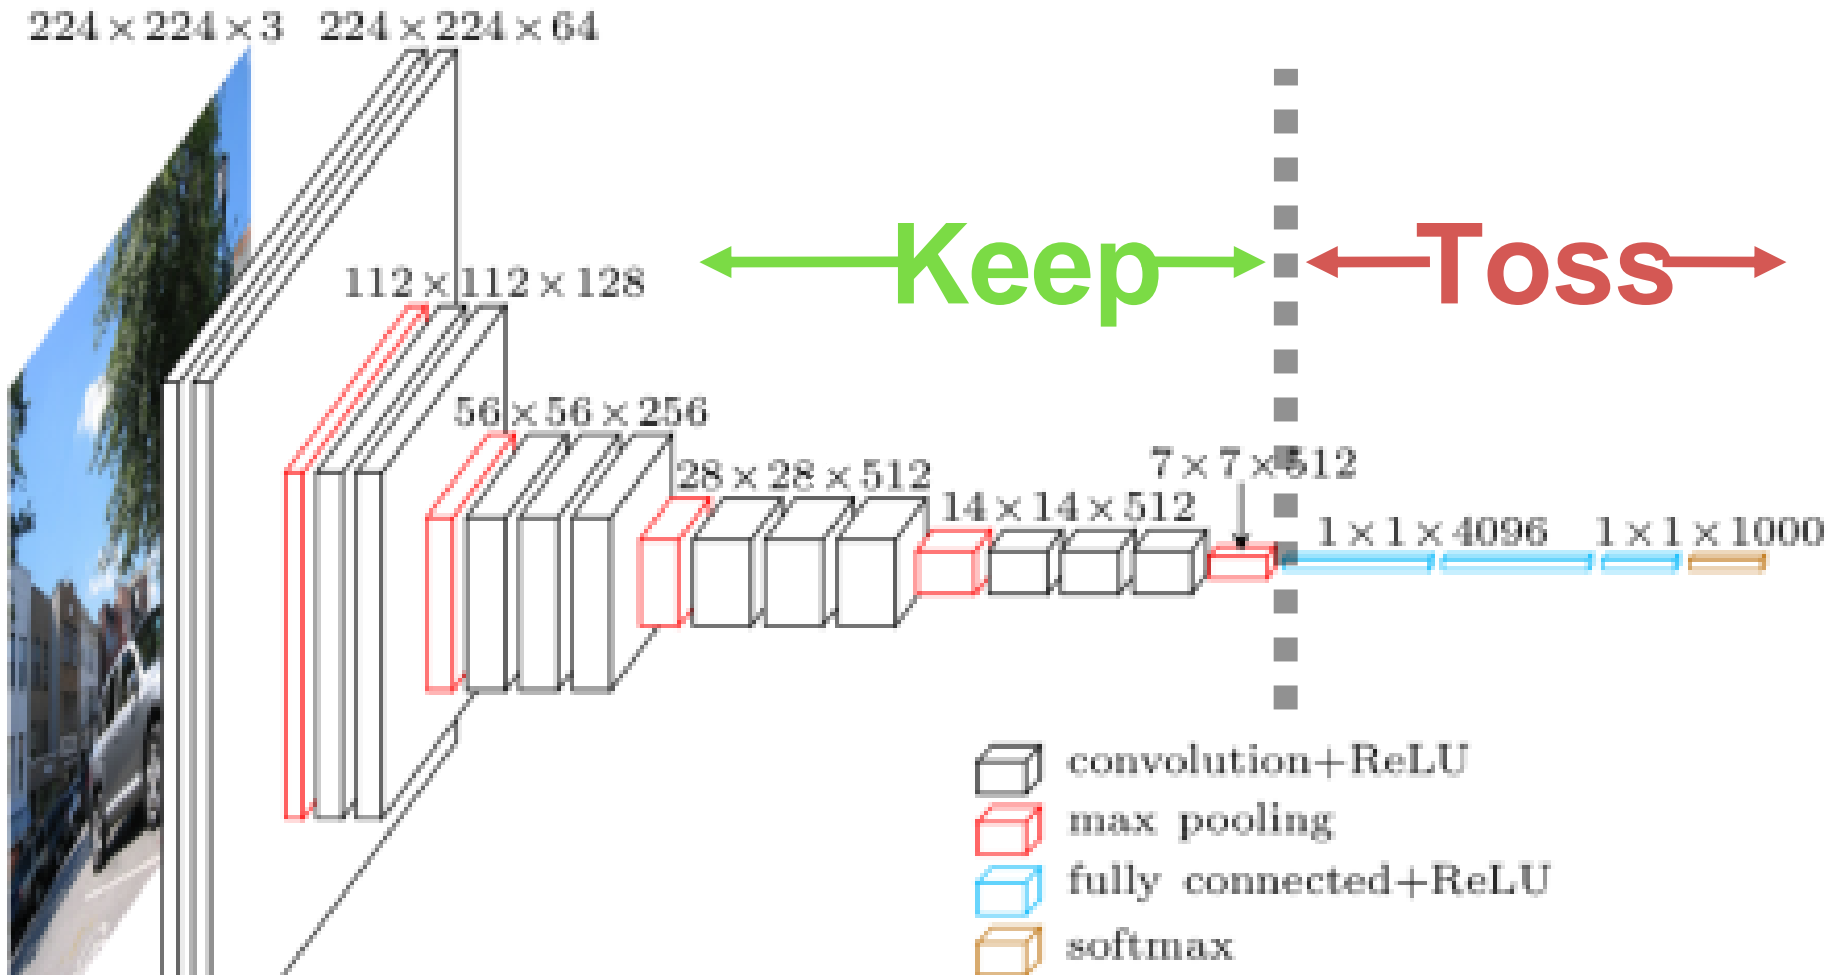 224 × 224 × 3
224 × 224 × 64
112 × 112 × 128
56 × 56 × 256
28 × 28 × 512
14 × 14 × 512
7 × 7 × 512
1 × 1 × 4096
1 × 1 × 1000
Keep
Toss
convolution+ReLU
max pooling
fully connected+ReLU
softmax